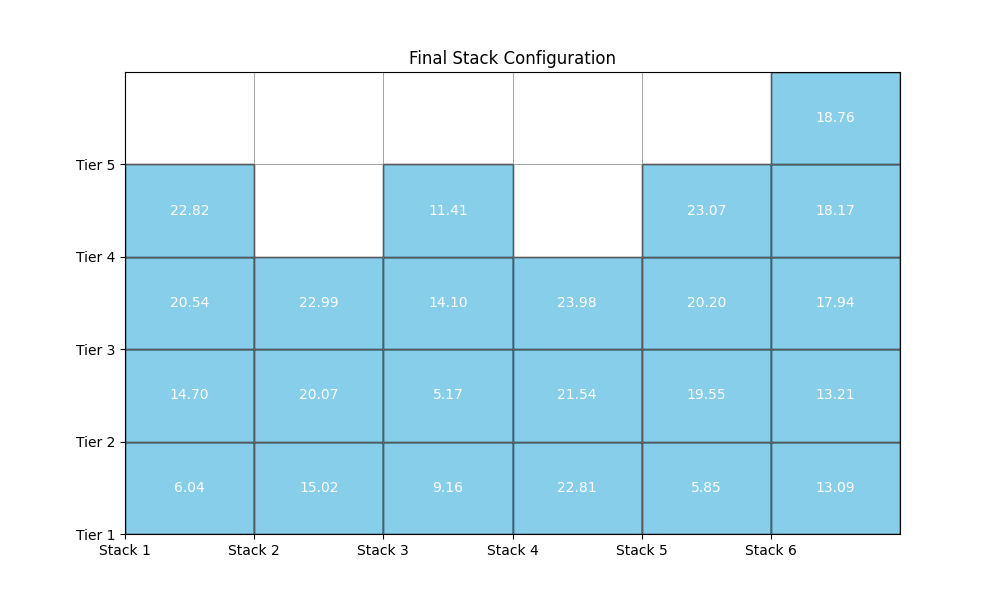 Final Stack Configuration
18.76
Tier 5
22.82 11.41 23.07 18.17
Tier 4
20.54 22.99 14.10 23.98 20.20 17.94
Tier 3
14.70 20.07 5.17 21.54 19.55 13.21
Tier 2
6.04 15.02 9.16 22.81 5.85 13.09
Tier 1
Stack 1 Stack 2 Stack 3 Stack 4 Stack 5 Stack 6